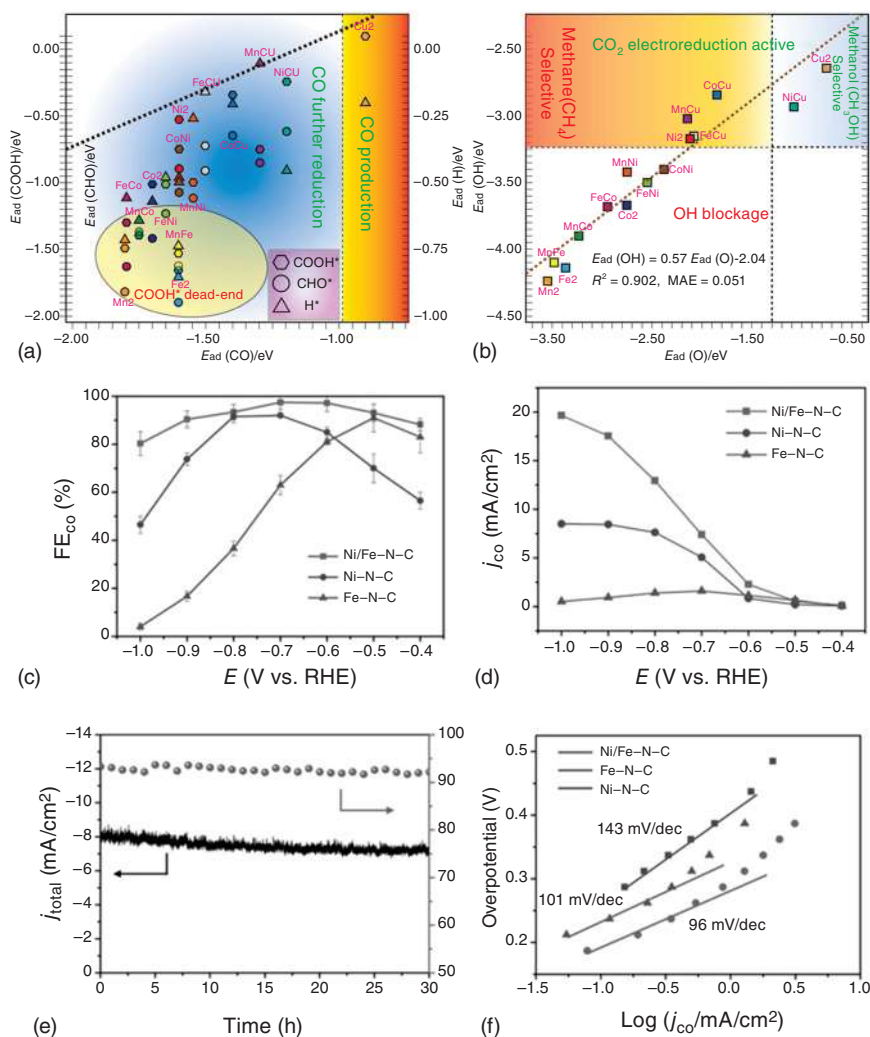 0.00
−0.50
−1.00
−1.50
−2.00
Ead (COOH)/eV
Ead (CHO)/eV
Cu2
MnCU
NiCU
FeCU
Ni2
CoNi
CoCu
Co2
FeCo
MnNi
MnCo
FeNi
MnFe
Fe2
Mn2
CO further reduction
CO production
COOH* dead-end
COOH*
CHO*
H*
0.00
−0.25
−0.50
−0.75
−1.00
Ead (H)/eV
−2.00
−1.50
−1.00
Ead (CO)/eV
(a)
−2.50
−3.00
−3.50
−4.00
−4.50
Ead (OH)/eV
Methane(CH4)
Selective
CO2 electroreduction active
Methanol(CH3OH)
Selective
Cu2
NiCu
CoCu
MnCu
Ni2
FeCu
CoNi
MnNi
FeNi
FeCo
Co2
MnCo
MnFe
Fe2
Mn2
OH blockage
Ead (OH) = 0.57 Ead (O)-2.04
R2 = 0.902, MAE = 0.051
−3.50
−2.50
−1.50
−0.50
Ead (O)/eV
(b)
100
80
60
40
20
0
FEco (%)
Ni/Fe−N−C
Ni−N−C
Fe−N−C
−1.0
−0.9
−0.8
−0.7
−0.6
−0.5
−0.4
E (V vs. RHE)
(c)
20
15
10
5
0
jco (mA/cm2)
Ni/Fe−N−C
Ni−N−C
Fe−N−C
−1.0
−0.9
−0.8
−0.7
−0.6
−0.5
−0.4
E (V vs. RHE)
(d)
−14
−12
−10
−8
−6
−4
−2
0
jtotal (mA/cm2)
100
90
80
70
60
50
0
5
10
15
20
25
30
Time (h)
(e)
0.5
0.4
0.3
0.2
Overpotential (V)
Ni/Fe−N−C
Fe−N−C
Ni−N−C
143 mV/dec
101 mV/dec
96 mV/dec
−1.5
−1.0
−0.5
0.0
0.5
1.0
Log (jco/mA/cm2)
(f)